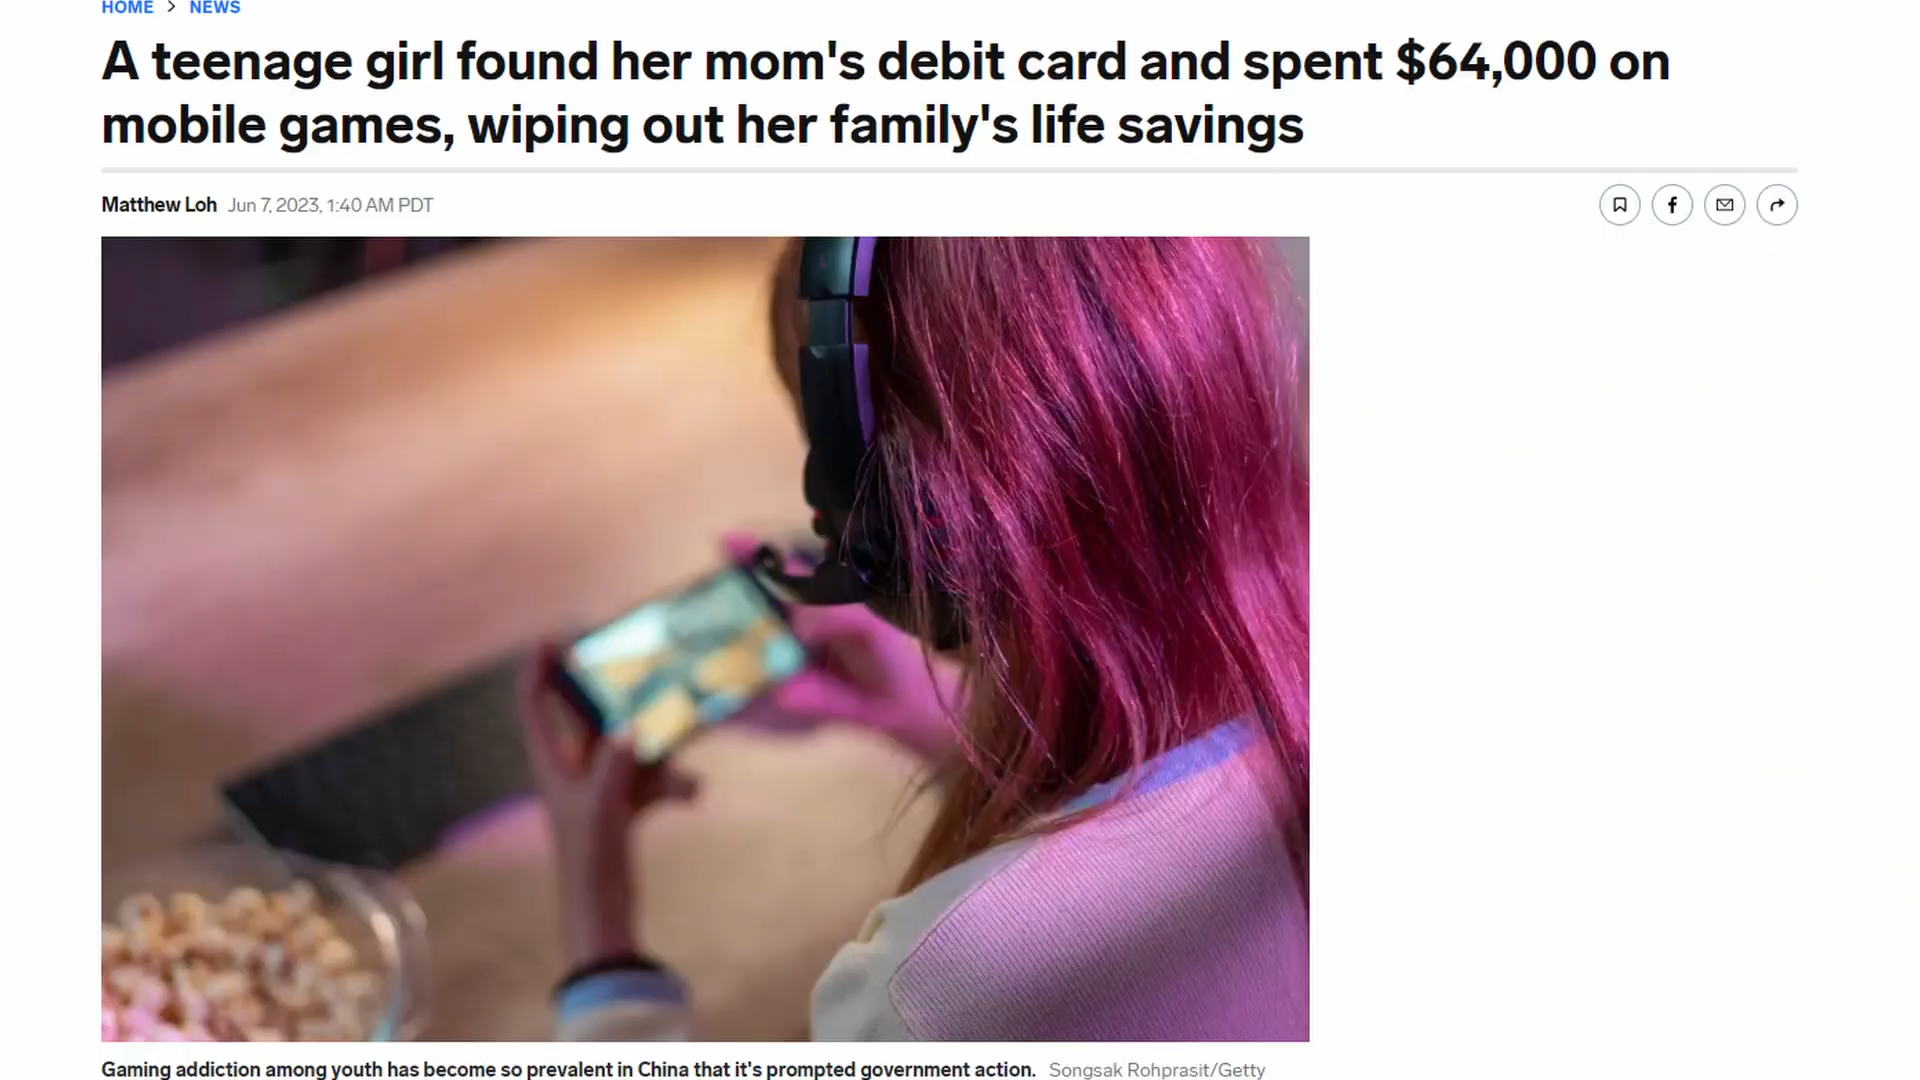 HOME > NEWS
A teenage girl found her mom's debit card and spent $64,000 on
mobile games, wiping out her family's life savings
Matthew Loh Jun 7, 2023, 1:40 AM PDT
Gaming addiction among youth has become so prevalent in China that it's prompted government action. Songsak Rohprasit/Getty